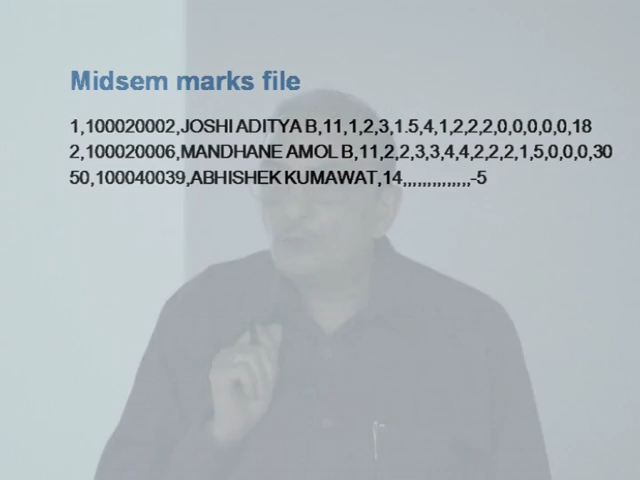 Midsem marks file
1,100020002,JOSHI ADITYA B,11,1,2,3,1.5,4,1,2,2,2,0,0,0,0,0,18
2,100020006,MANDHANE AMOL B,11,2,2,3,3,4,4,2,2,2,1,5,0,0,0,30
50,100040039,ABHISHEK KUMAWAT,14,,,,,,,,,,,,,,,-5